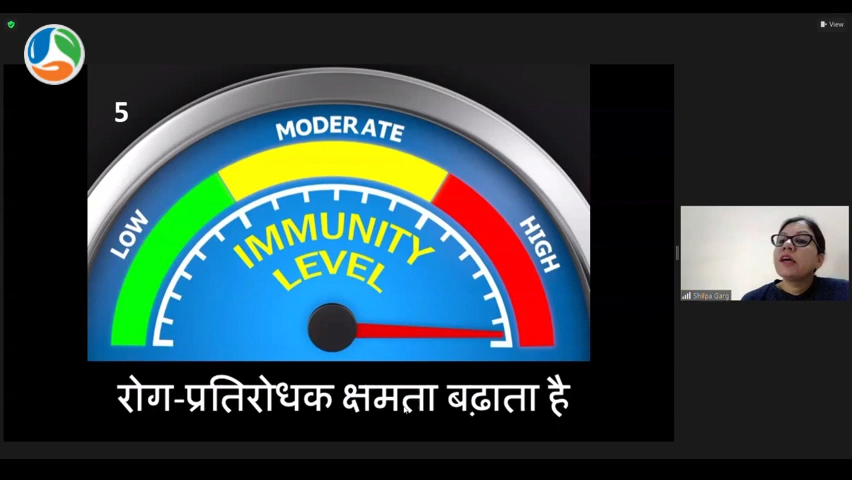 View
5
MODERATE
LOW
HIGH
IMMUNITY
LEVEL
Shilpa Garg
रोग-प्रतिरोधक क्षमता बढ़ाता है